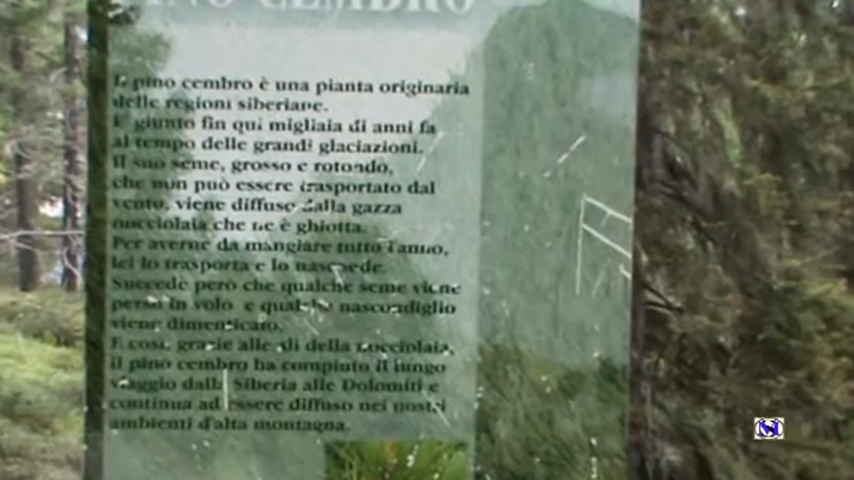 PINO CEMBRO
Il pino cembro è una pianta originaria
delle regioni siberiane.
E' giunto fin qui migliaia di anni fa
al tempo delle grandi glaciazioni.
Il suo seme, grosso e rotondo,
che non può essere trasportato dal
vento, viene diffuso dalla gazza
nocciolaia che ne è ghiotta.
Per averne da mangiare tutto l'anno,
lei lo trasporta e lo nasconde.
Succede però che qualche seme viene
perso in volo e qualche nascondiglio
viene dimenticato.
E così, grazie alle ali della nocciolaia,
il pino cembro ha compiuto il lungo
viaggio dalla Siberia alle Dolomiti e
continua ad essere diffuso nei nostri
ambienti d'alta montagna.